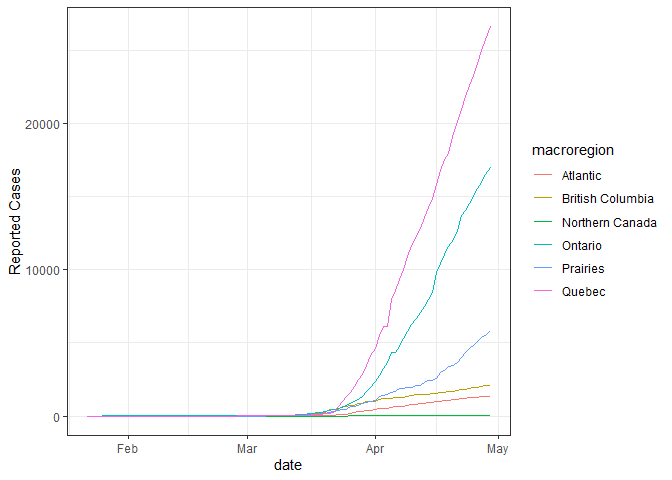 Reported Cases
20000
10000
0
Feb
Mar
Apr
May
date
macroregion
Atlantic
British Columbia
Northern Canada
Ontario
Prairies
Quebec